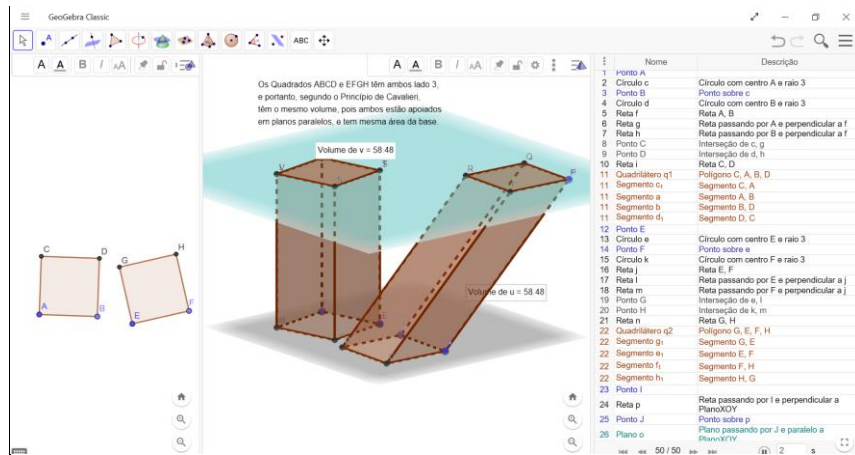 GeoGebra Classic
ABC
A A B I AA
A A B I AA
Os Quadrados ABCD e EFGH têm ambos lado 3,
e portanto, segundo o Princípio de Cavalieri,
têm o mesmo volume, pois ambos estão apoiados
em planos paralelos, e tem mesma área da base.
Volume de v = 58.48
V
S
R
Q
P
Volume de u = 58.48
C
D
A
B
G
H
E
F
Nome Descrição
1 Ponto A
2 Círculo c Círculo com centro A e raio 3
3 Ponto B Ponto sobre c
4 Círculo d Círculo com centro B e raio 3
5 Reta f Reta A, B
6 Reta g Reta passando por A e perpendicular a f
7 Reta h Reta passando por B e perpendicular a f
8 Ponto C Interseção de c, g
9 Ponto D Interseção de d, h
10 Reta i Reta C, D
11 Quadrilátero q1 Polígono C, A, B, D
11 Segmento c₁ Segmento C, A
11 Segmento a Segmento A, B
11 Segmento b Segmento B, D
11 Segmento d₁ Segmento D, C
12 Ponto E
13 Círculo e Círculo com centro E e raio 3
14 Ponto F Ponto sobre e
15 Círculo k Círculo com centro F e raio 3
16 Reta j Reta E, F
17 Reta l Reta passando por E e perpendicular a j
18 Reta m Reta passando por F e perpendicular a j
19 Ponto G Interseção de e, l
20 Ponto H Interseção de k, m
21 Reta n Reta G, H
22 Quadrilátero q2 Polígono G, E, F, H
22 Segmento g₁ Segmento G, E
22 Segmento e₁ Segmento E, F
22 Segmento f₁ Segmento F, H
22 Segmento h₁ Segmento H, G
23 Ponto I
24 Reta p Reta passando por I e perpendicular a
PlanoXOY
25 Ponto J Ponto sobre p
26 Plano o Plano passando por J e paralelo a
PlanoXOY
50 / 50 2 s